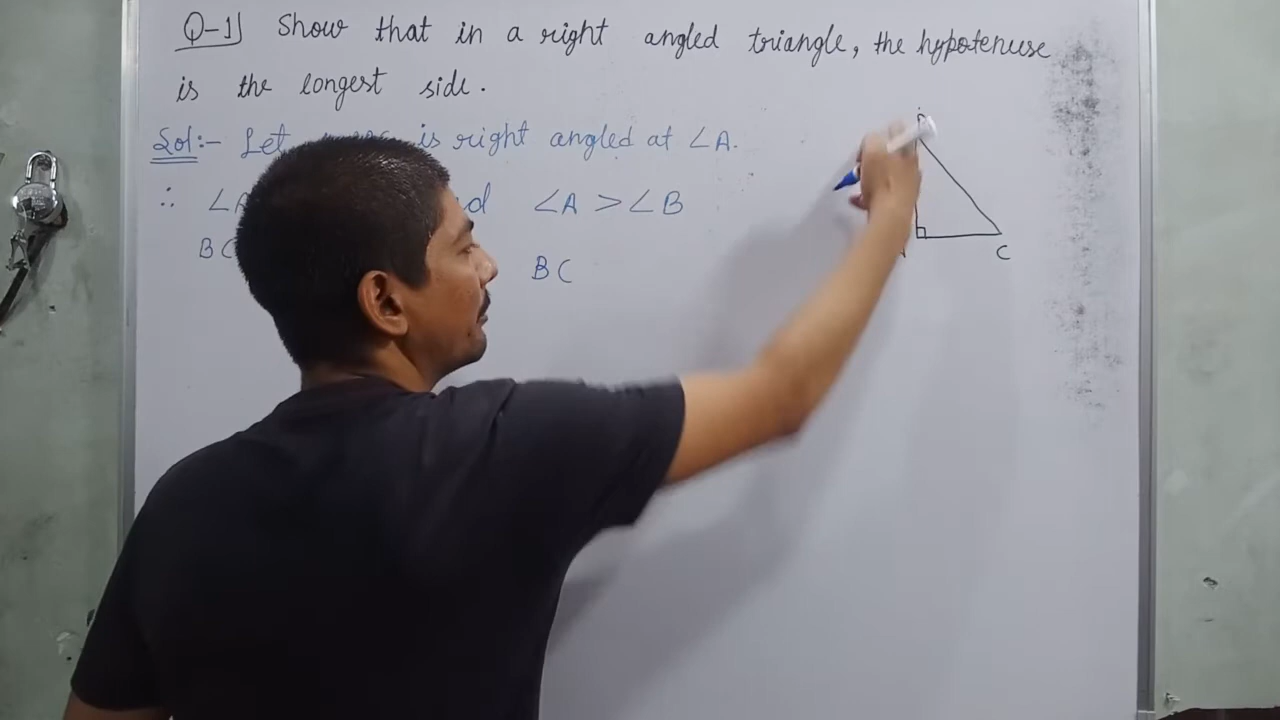 Q-1) Show that in a right angled triangle, the hypotenuse
is the longest side.
Sol:- Let is right angled at ∠A.
∴ ∠A ∠A > ∠B
BC BC
C